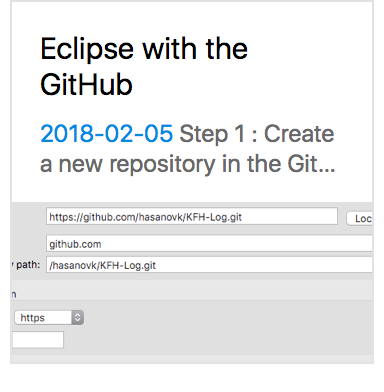 Eclipse with the
GitHub
2018-02-05 Step 1 : Create
a new repository in the Git...
https://github.com/hasanovk/KFH-Log.git Loc
github.com
path: /hasanovk/KFH-Log.git
n
https